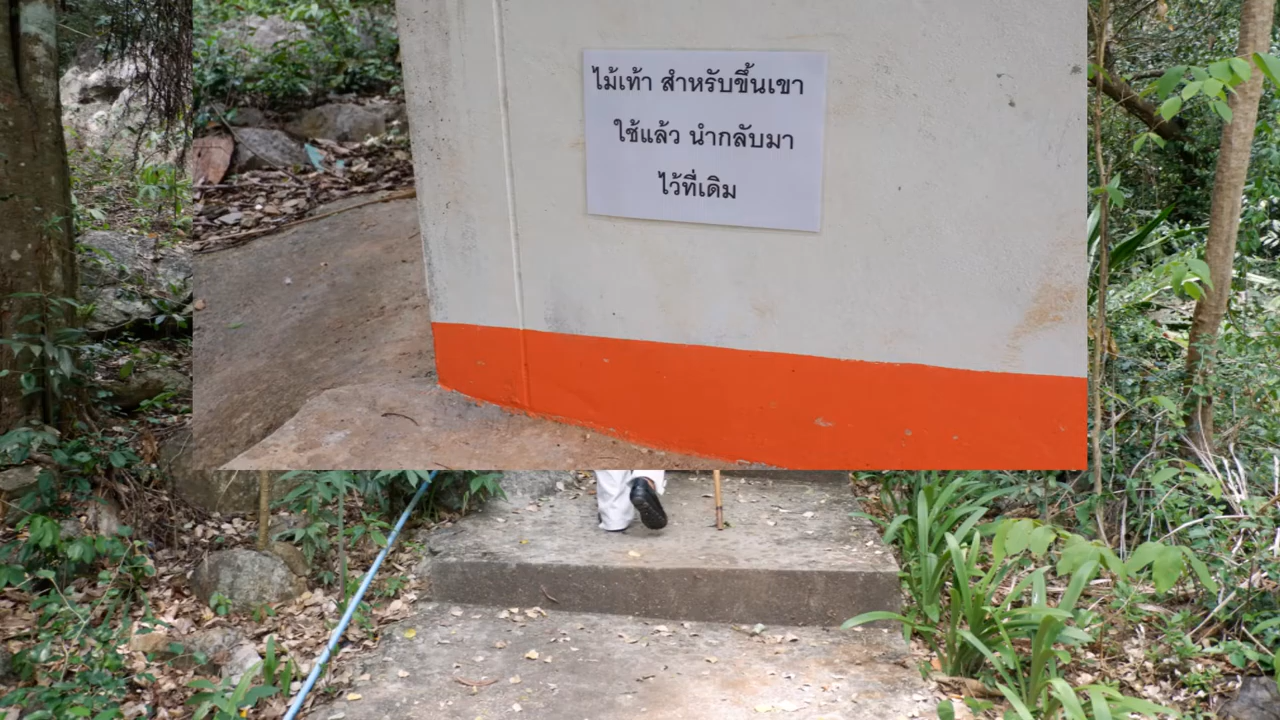 ไม้เท้า สำหรับขึ้นเขา
ใช้แล้ว นำกลับมา
ไว้ที่เดิม